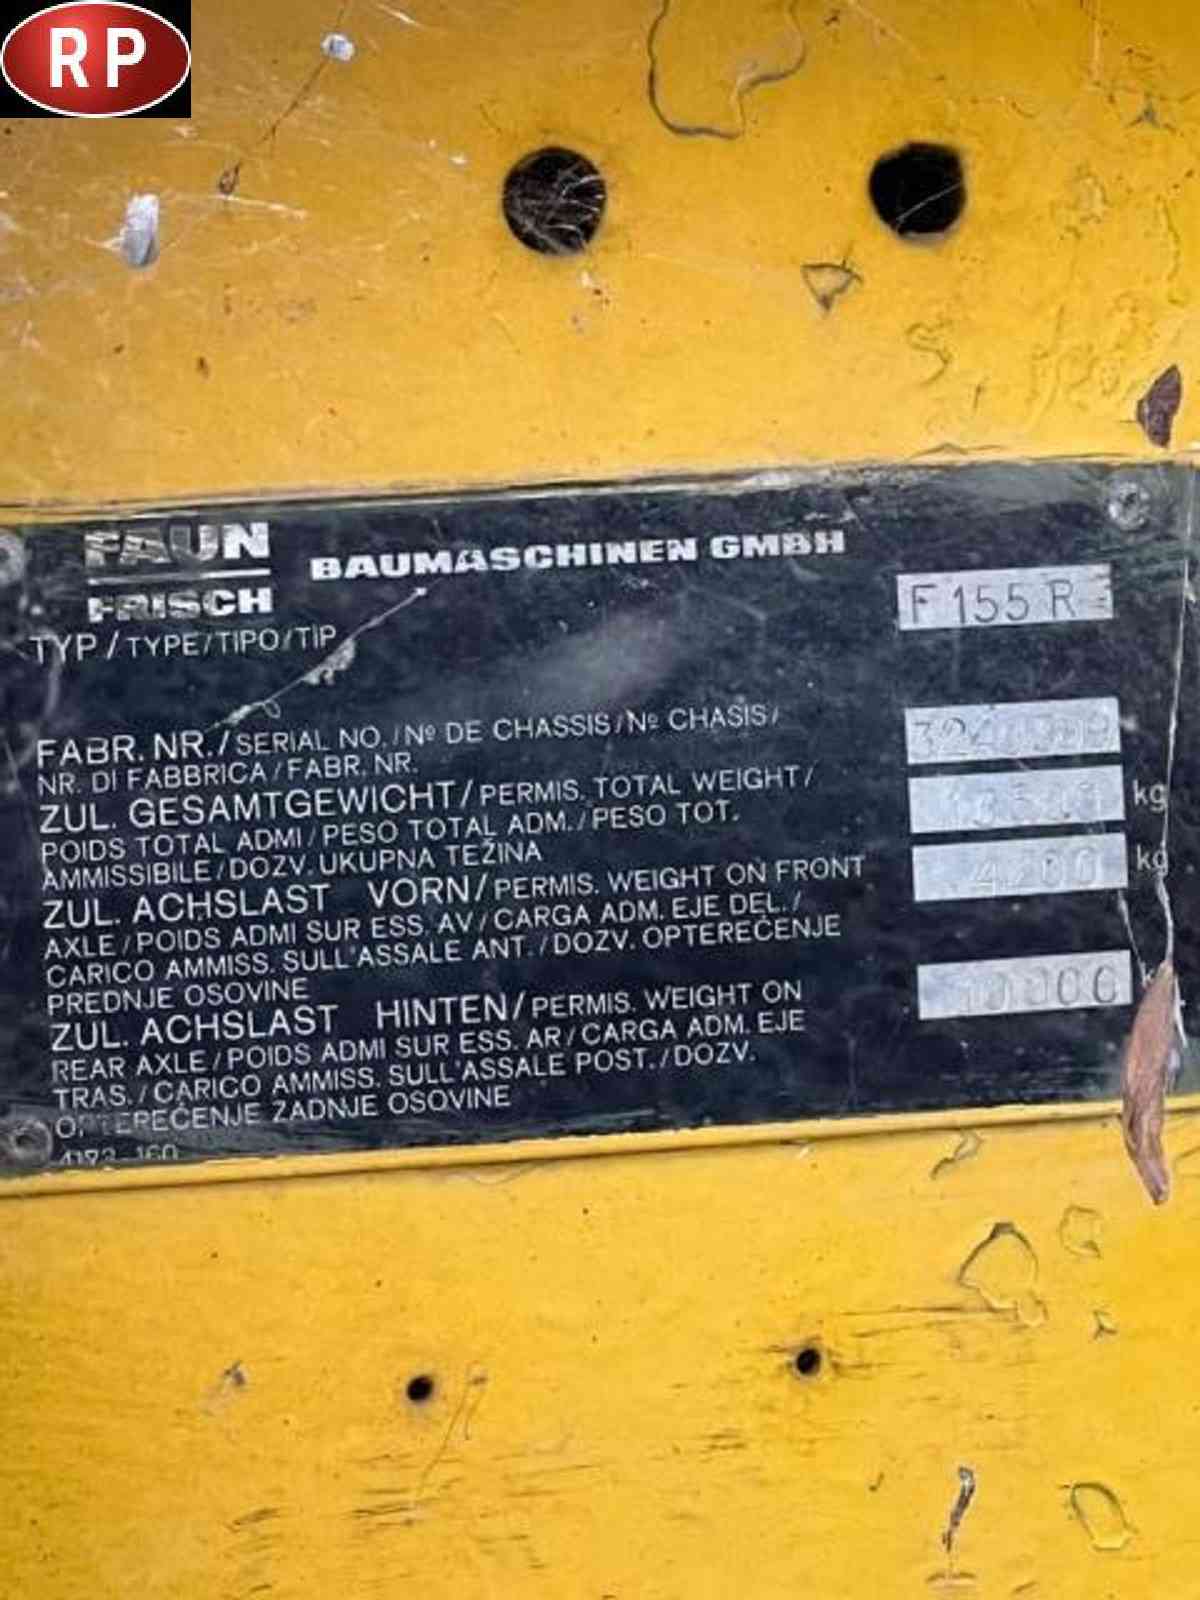 RP
FAUN
FRISCH
BAUMASCHINEN GMBH
TYP/TYPE/TIPO/TIP
F 155 R
FABR. NR./SERIAL NO./Nº DE CHASSIS/Nº CHASIS/
NR. DI FABBRICA/FABR. NR.
ZUL. GESAMTGEWICHT/PERMIS. TOTAL WEIGHT/
kg
POIDS TOTAL ADMI/PESO TOTAL ADM./PESO TOT.
AMMISSIBILE/DOZV. UKUPNA TEŽINA
ZUL. ACHSLAST VORN/PERMIS. WEIGHT ON FRONT
kg
AXLE/POIDS ADMI SUR ESS. AV/CARGA ADM. EJE DEL./
CARICO AMMISS. SULL'ASSALE ANT./DOZV. OPTEREČENJE
PREDNJE OSOVINE
ZUL. ACHSLAST HINTEN/PERMIS. WEIGHT ON
10000
REAR AXLE/POIDS ADMI SUR ESS. AR/CARGA ADM. EJE
TRAS./CARICO AMMISS. SULL'ASSALE POST./DOZV.
OPTEREČENJE ZADNJE OSOVINE